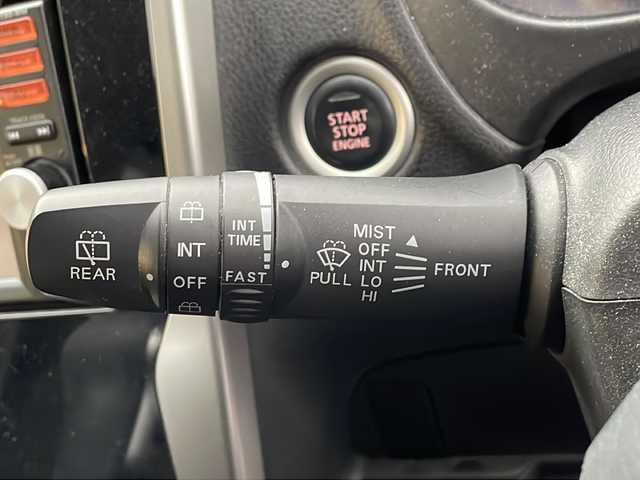 START
STOP
ENGINE
REAR
INT
OFF
INT
TIME
FAST
PULL
MIST
OFF
INT
LO
HI
FRONT